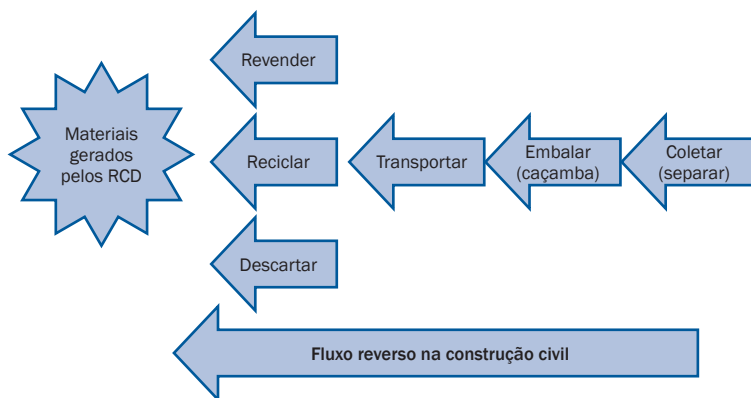 Revender
Materiais
gerados
pelos RCD
Reciclar
Transportar
Embalar
(caçamba)
Coletar
(separar)
Descartar
Fluxo reverso na construção civil